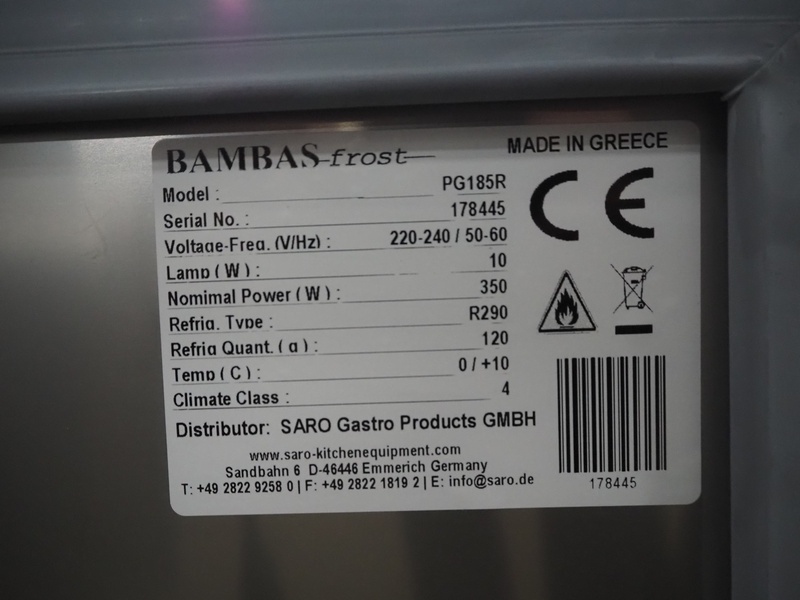 BAMBAS frost
MADE IN GREECE
Model : PG185R
Serial No. : 178445
Voltage-Freq. (V/Hz) : 220-240 / 50-60
Lamp ( W ) : 10
Nomimal Power ( W ) : 350
Refrig. Type : R290
Refrig Quant. ( g ) : 120
Temp ( C ) : 0 / +10
Climate Class : 4
CE
Distributor: SARO Gastro Products GMBH
www.saro-kitchenequipment.com
Sandbahn 6 D-46446 Emmerich Germany
T: +49 2822 9258 0 | F: +49 2822 1819 2 | E: info@saro.de
178445